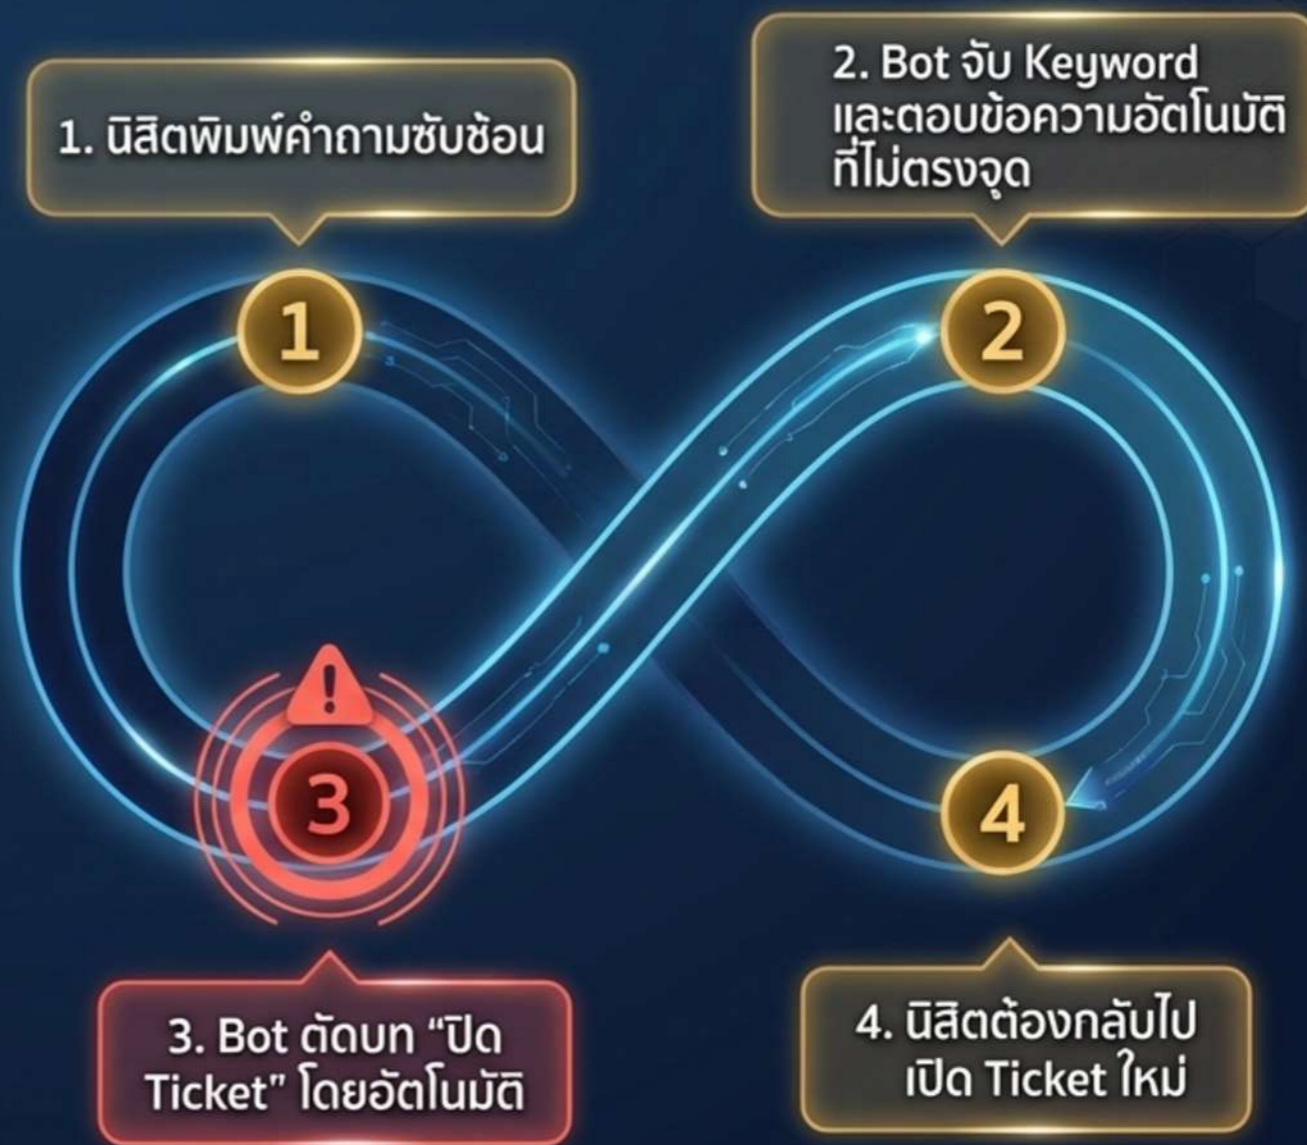 1. นิสิตพิมพ์คำถามซับซ้อน
2. Bot จับ Keyword
และตอบข้อความอัตโนมัติ
ที่ไม่ตรงจุด
1
2
3
4
3. Bot ตัดบท “ปิด
Ticket” โดยอัตโนมัติ
4. นิสิตต้องกลับไป
เปิด Ticket ใหม่